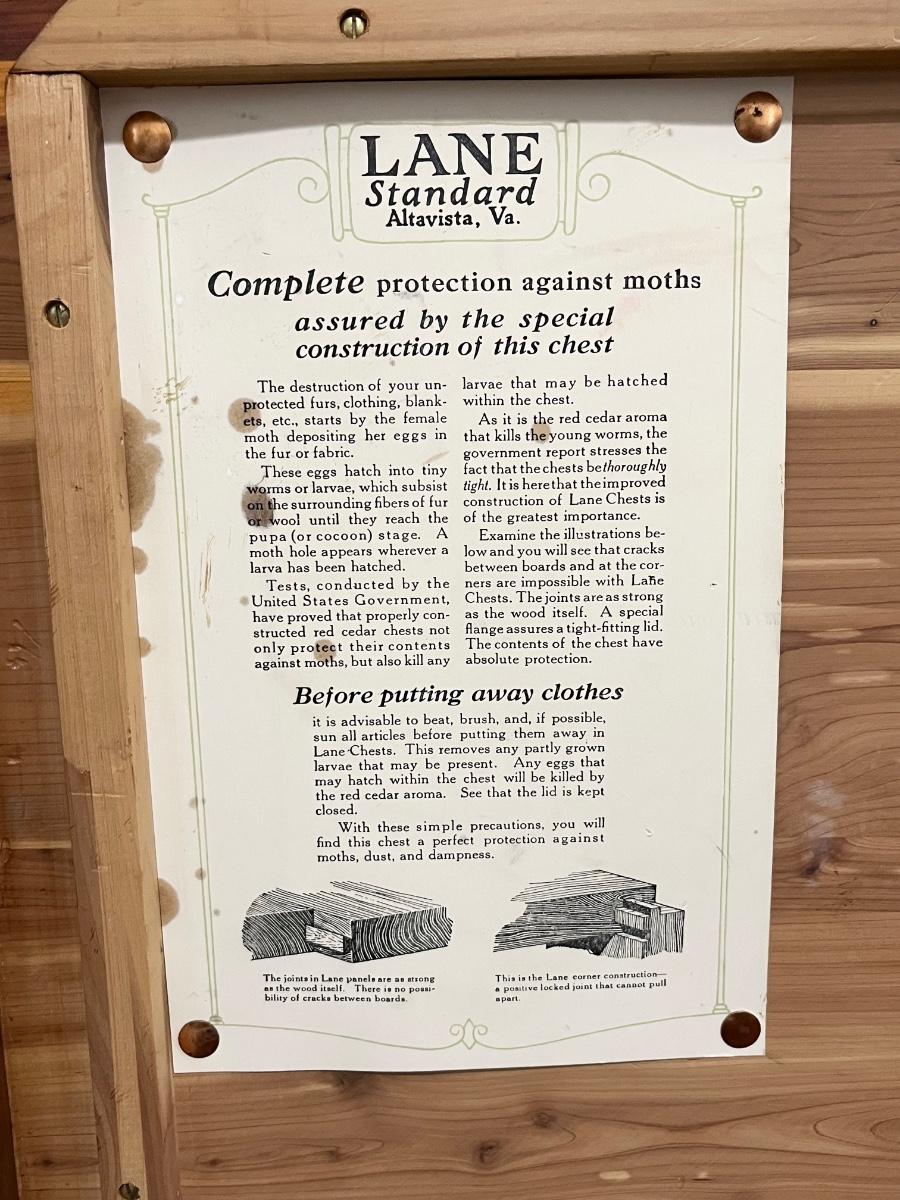 LANE
Standard
Altavista, Va.
Complete protection against moths
assured by the special
construction of this chest
The destruction of your un-
protected furs, clothing, blank-
ets, etc., starts by the female
moth depositing her eggs in
the fur or fabric.
These eggs hatch into tiny
worms or larvae, which subsist
on the surrounding fibers of fur
or wool until they reach the
pupa (or cocoon) stage. A
moth hole appears wherever a
larva has been hatched.
Tests, conducted by the
United States Government,
have proved that properly con-
structed red cedar chests not
only protect their contents
against moths, but also kill any
larvae that may be hatched
within the chest.
As it is the red cedar aroma
that kills the young worms, the
government report stresses the
fact that the chests be thoroughly
tight. It is here that the improved
construction of Lane Chests is
of the greatest importance.
Examine the illustrations be-
low and you will see that cracks
between boards and at the cor-
ners are impossible with Lane
Chests. The joints are as strong
as the wood itself. A special
flange assures a tight-fitting lid.
The contents of the chest have
absolute protection.
Before putting away clothes
it is advisable to beat, brush, and, if possible,
sun all articles before putting them away in
Lane Chests. This removes any partly grown
larvae that may be present. Any eggs that
may hatch within the chest will be killed by
the red cedar aroma. See that the lid is kept
closed.
With these simple precautions, you will
find this chest a perfect protection against
moths, dust, and dampness.
The joints in Lane panels are as strong
as the wood itself. There is no possi-
bility of cracks between boards.
This is the Lane corner construction—
a positive locked joint that cannot pull
apart.